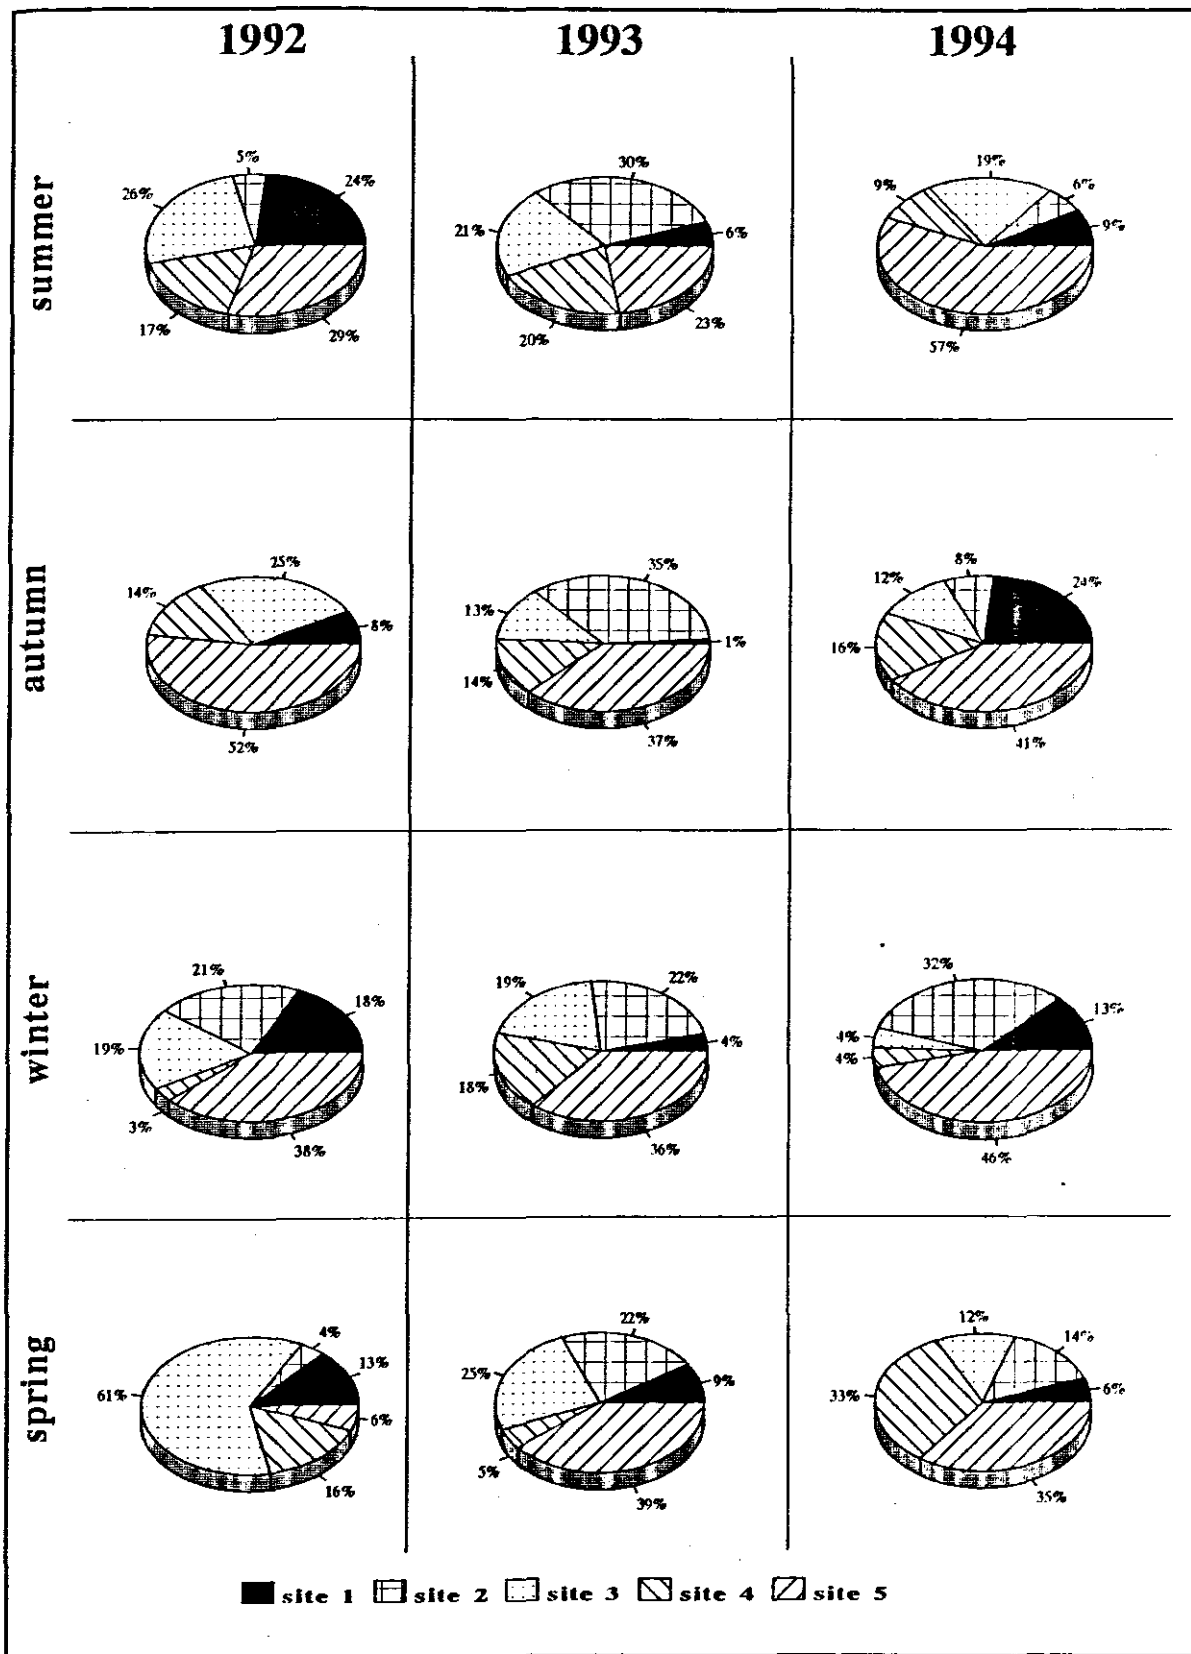 1992 1993 1994
summer
5% 24% 26% 17% 29%
30% 6% 21% 20% 23%
19% 6% 9% 9% 57%
autumn
25% 14% 8% 52%
35% 13% 1% 14% 37%
8% 24% 12% 16% 41%
winter
21% 18% 19% 3% 38%
22% 19% 4% 18% 36%
32% 13% 4% 4% 46%
spring
4% 13% 61% 6% 16%
22% 25% 9% 5% 39%
12% 14% 33% 6% 35%
site 1 site 2 site 3 site 4 site 5